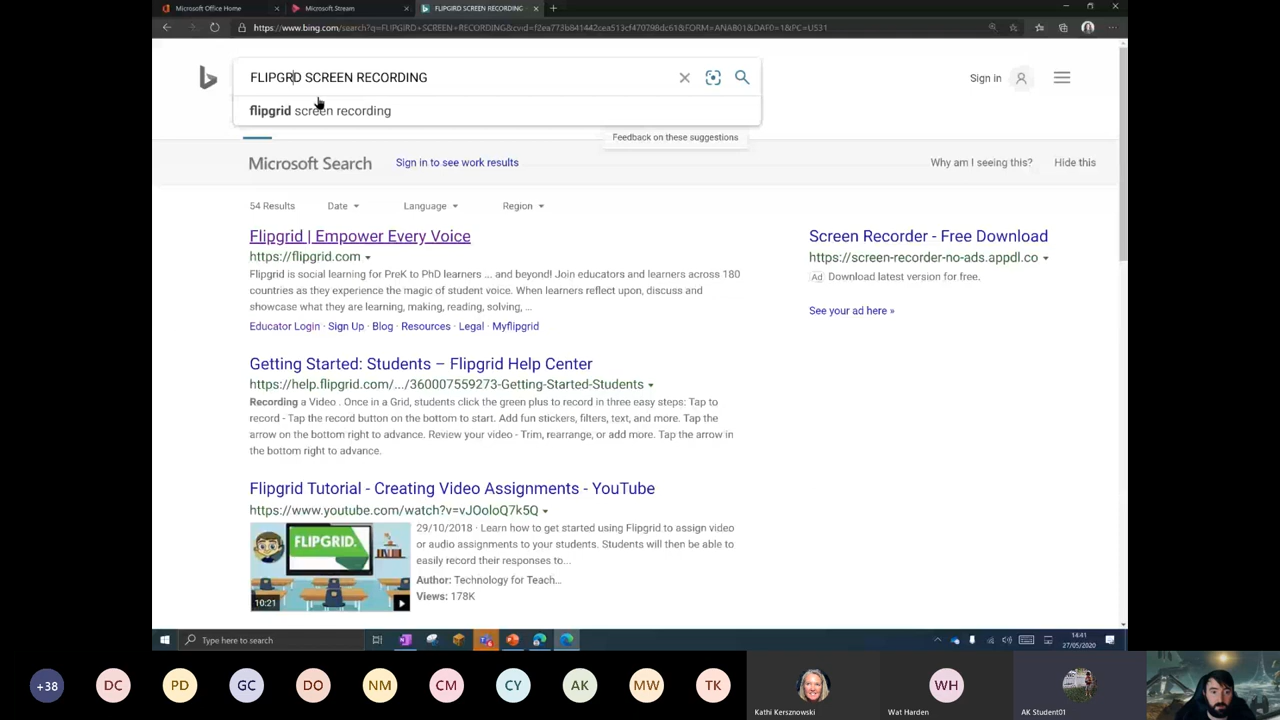 Microsoft Office Home
Microsoft Stream
FLIPGIRD SCREEN RECORDING
https://www.bing.com/search?q=FLIPGIRD+SCREEN+RECORDING&cvid=f2ea773b841442cea513cf470798dc61&FORM=ANAB01&DAF0=1&PC=U531
FLIPGRD SCREEN RECORDING
Sign in
flipgrid screen recording
Feedback on these suggestions
Microsoft Search
Sign in to see work results
Why am I seeing this?
Hide this
54 Results
Date
Language
Region
Flipgrid | Empower Every Voice
https://flipgrid.com
Flipgrid is social learning for PreK to PhD learners ... and beyond! Join educators and learners across 180
countries as they experience the magic of student voice. When learners reflect upon, discuss and
showcase what they are learning, making, reading, solving, ...
Educator Login · Sign Up · Blog · Resources · Legal · Myflipgrid
Screen Recorder - Free Download
https://screen-recorder-no-ads.appdl.co
Ad Download latest version for free.
See your ad here »
Getting Started: Students – Flipgrid Help Center
https://help.flipgrid.com/.../360007559273-Getting-Started-Students
Recording a Video . Once in a Grid, students click the green plus to record in three easy steps: Tap to
record - Tap the record button on the bottom to start. Add fun stickers, filters, text, and more. Tap the
arrow on the bottom right to advance. Review your video - Trim, rearrange, or add more. Tap the arrow in
the bottom right to advance.
Flipgrid Tutorial - Creating Video Assignments - YouTube
https://www.youtube.com/watch?v=vJOoloQ7k5Q
FLIPGRID.
10:21
29/10/2018 · Learn how to get started using Flipgrid to assign video
or audio assignments to your students. Students will then be able to
easily record their responses to...
Author: Technology for Teach...
Views: 178K
Type here to search
14:41
27/05/2020
+38
DC
PD
GC
DO
NM
CM
CY
AK
MW
TK
Kathi Kersznowski
WH
Wat Harden
AK Student01